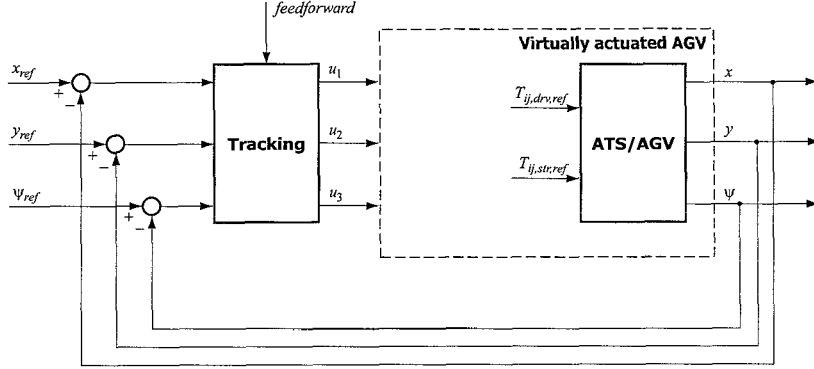 feedforward
Virtually actuated AGV
x_ref
+ −
u_1
x
T_ij,drv,ref
y_ref
+ −
Tracking
u_2
ATS/AGV
y
T_ij,str,ref
Ψ_ref
+ −
u_3
Ψ